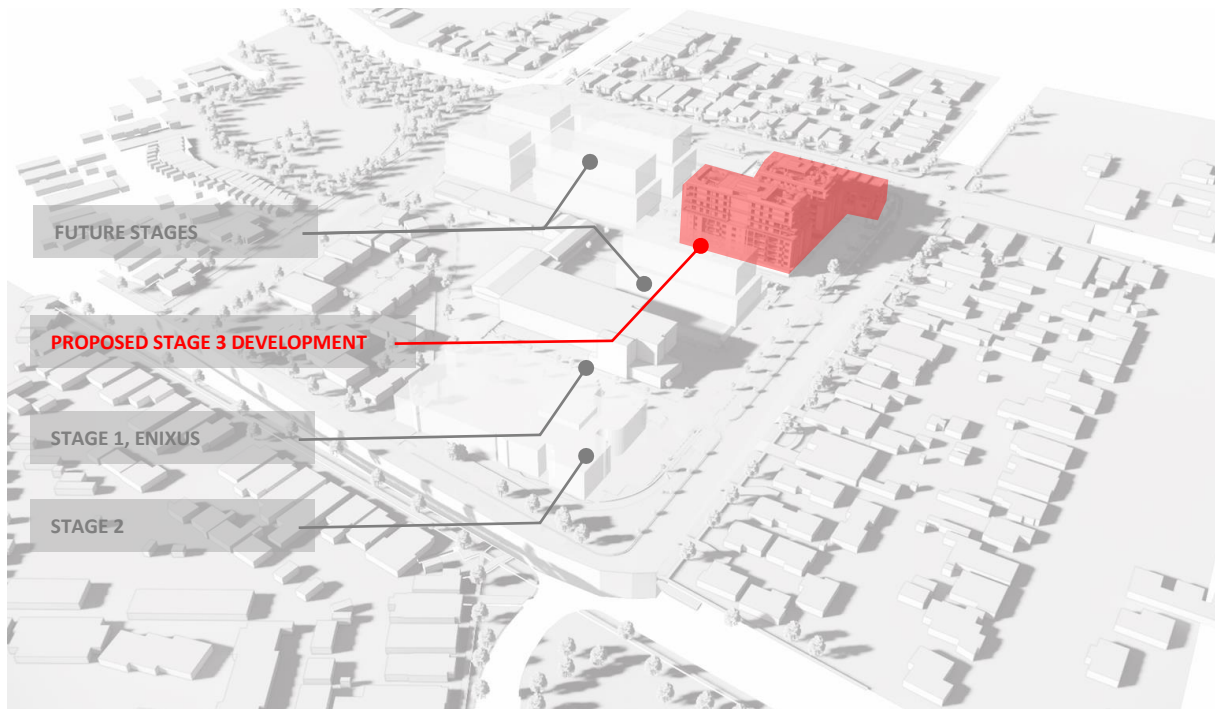 FUTURE STAGES
PROPOSED STAGE 3 DEVELOPMENT
STAGE 1, ENIXUS
STAGE 2